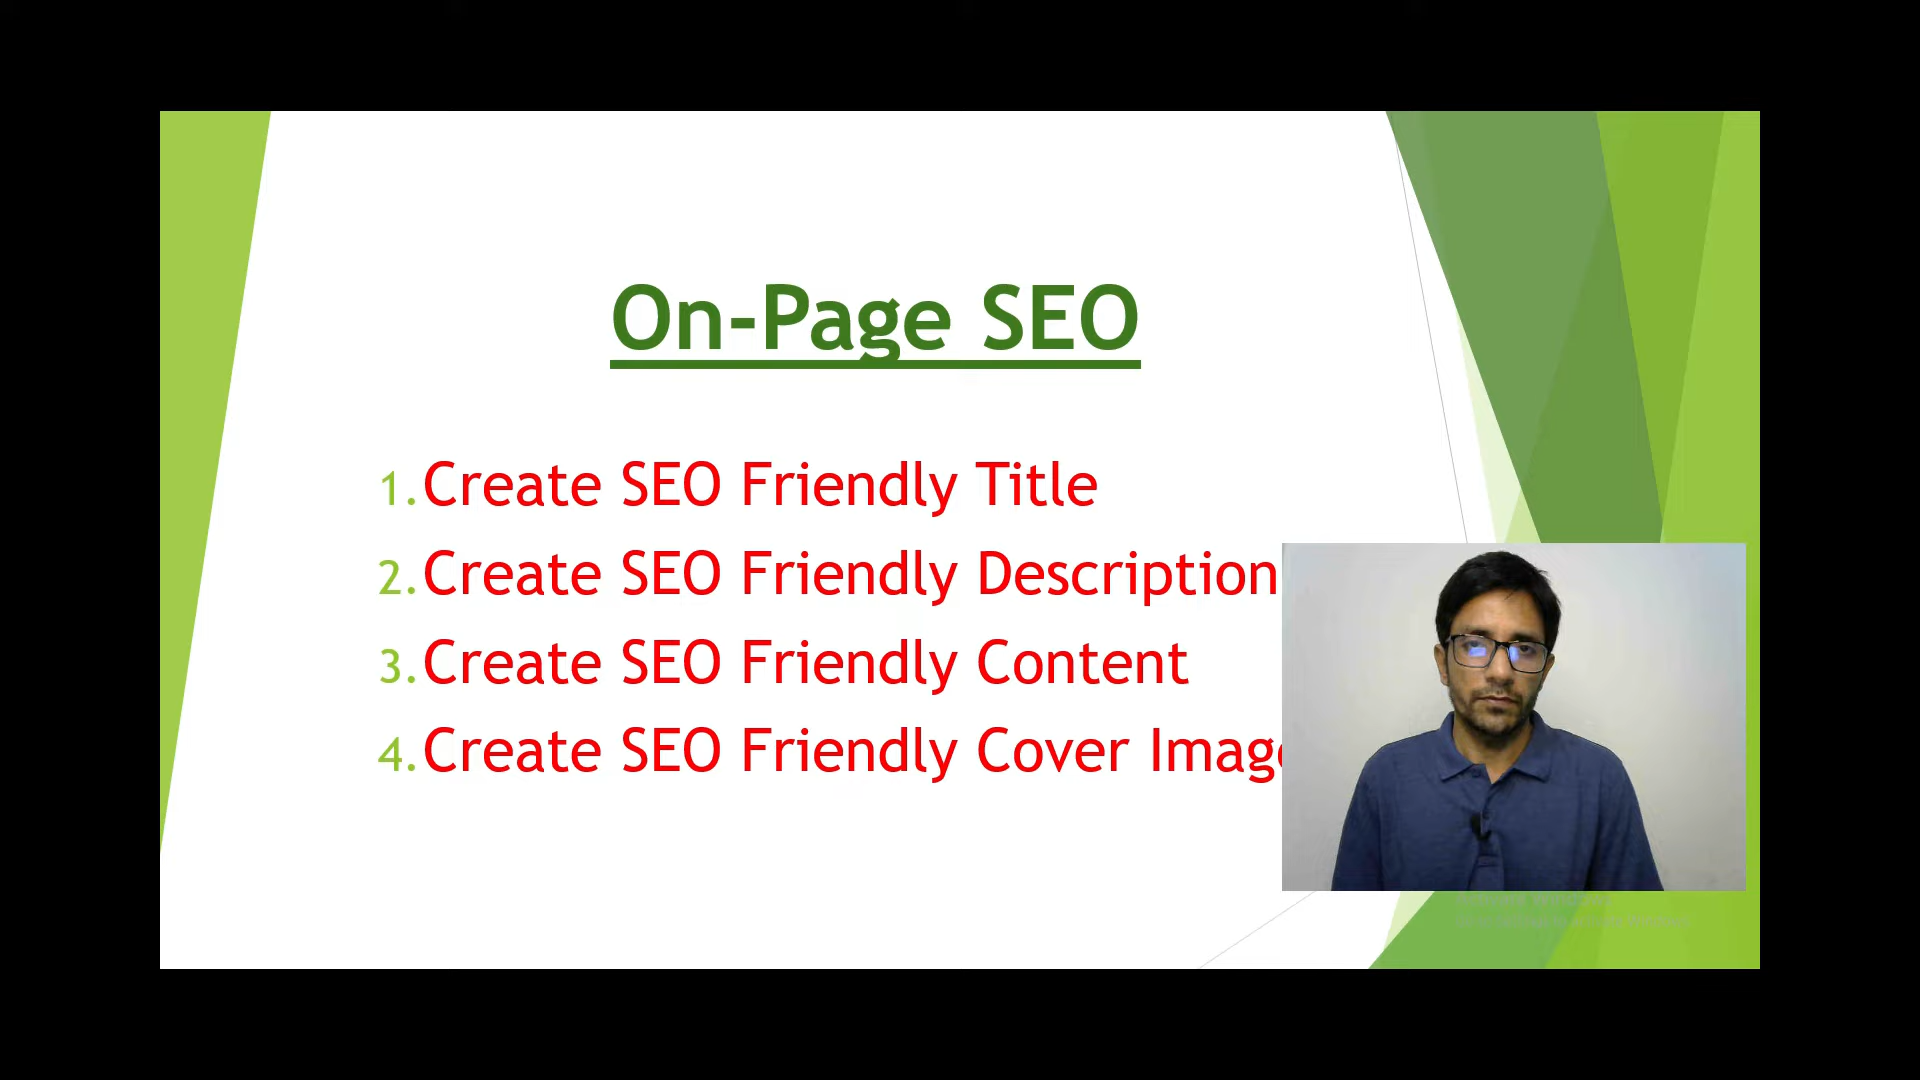 On-Page SEO
1. Create SEO Friendly Title
2. Create SEO Friendly Description
3. Create SEO Friendly Content
4. Create SEO Friendly Cover Image